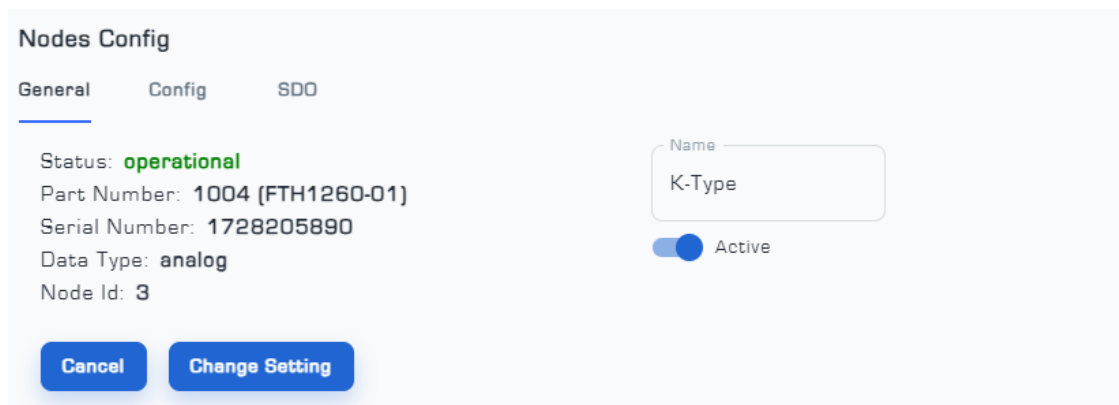 Nodes Config
General Config SDO
Status: operational
Part Number: 1004 (FTH1260-01)
Serial Number: 1728205890
Data Type: analog
Node Id: 3
Name
K-Type
Active
Cancel Change Setting